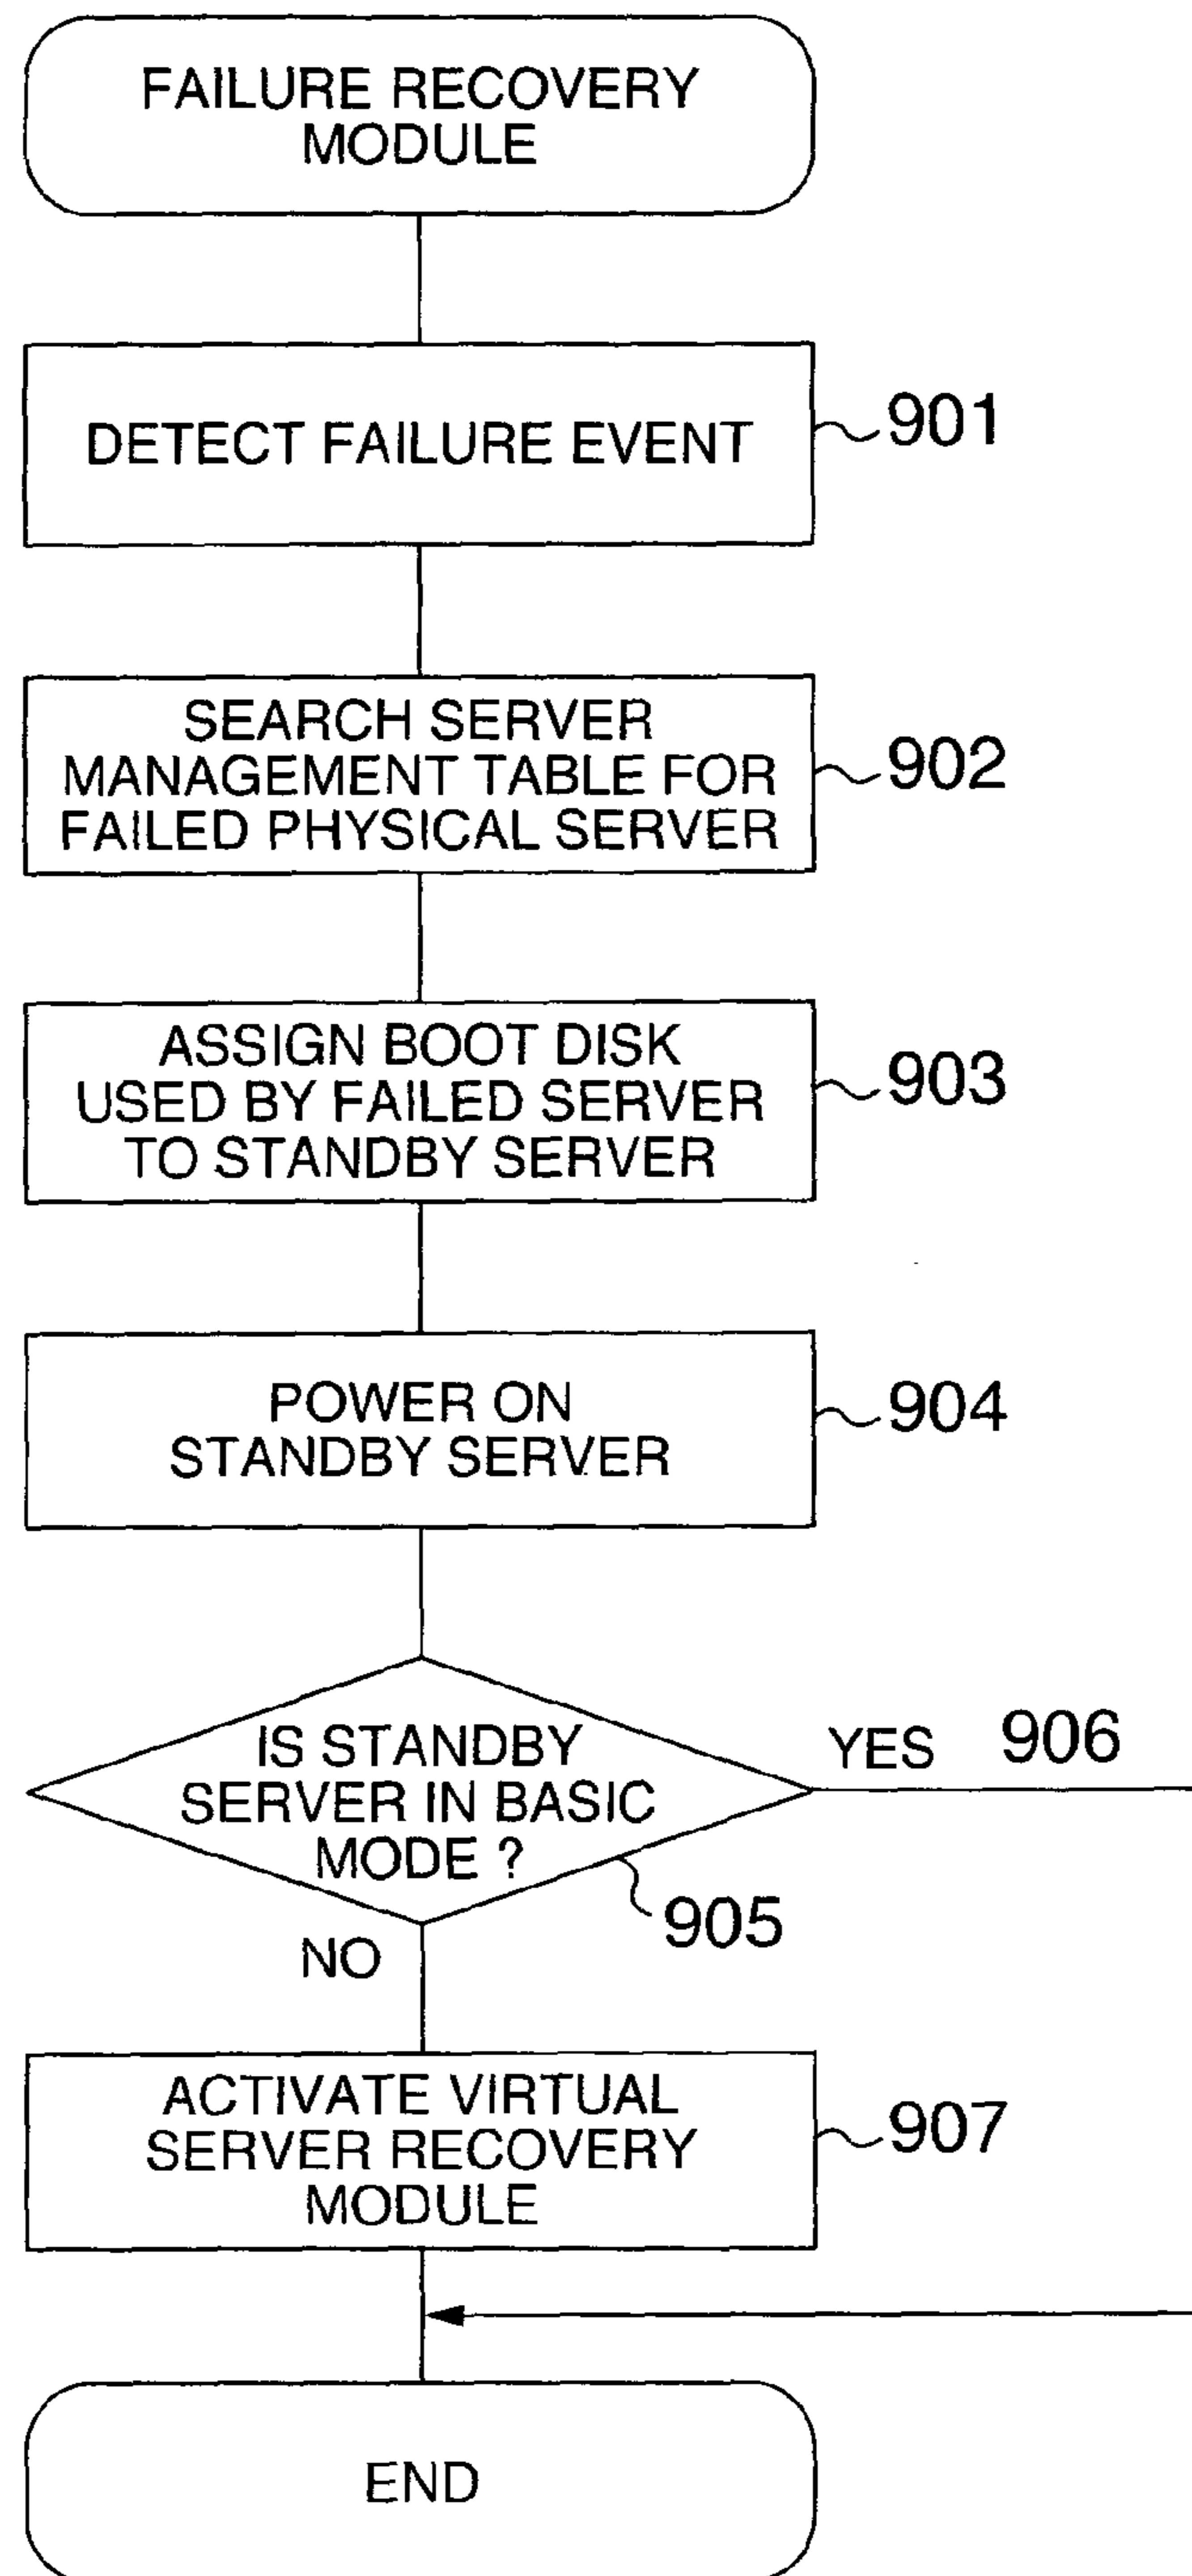 FAILURE RECOVERY
MODULE
DETECT FAILURE EVENT
901
SEARCH SERVER
MANAGEMENT TABLE FOR
FAILED PHYSICAL SERVER
902
ASSIGN BOOT DISK
USED BY FAILED SERVER
TO STANDBY SERVER
903
POWER ON
STANDBY SERVER
904
IS STANDBY
SERVER IN BASIC
MODE ?
YES
906
905
NO
ACTIVATE VIRTUAL
SERVER RECOVERY
MODULE
907
END